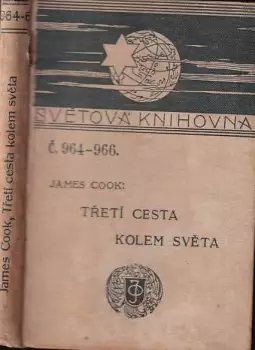 964-6
James Cook, Třetí cesta kolem světa
SVĚTOVÁ KNIHOVNA
Č. 964-966.
JAMES COOK:
TŘETÍ CESTA
KOLEM SVĚTA